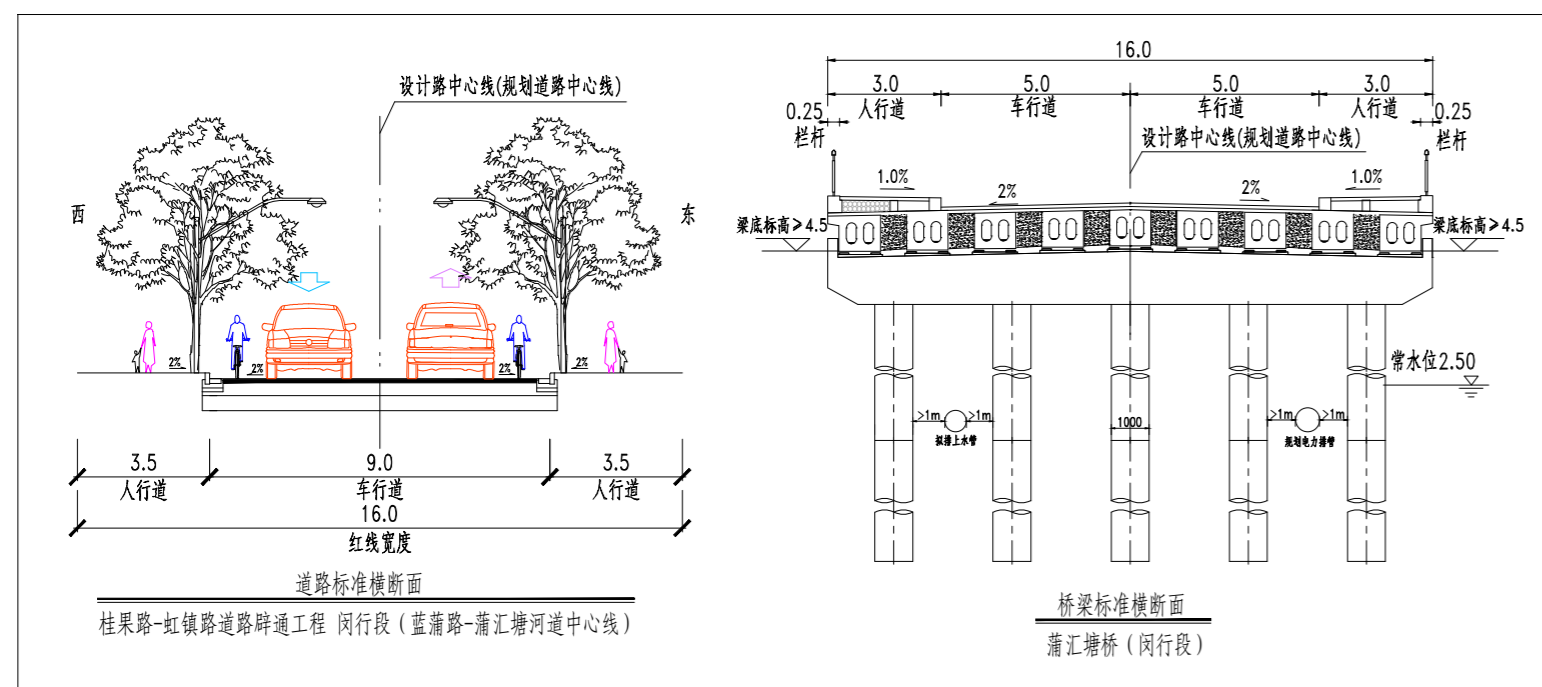 设计路中心线(规划道路中心线)
西
东
2%
2%
2%
2%
3.5
9.0
3.5
人行道
车行道
人行道
16.0
红线宽度
道路标准横断面
桂果路-虹镇路道路辟通工程 闵行段（蓝蒲路-蒲汇塘河道中心线）
16.0
3.0
5.0
5.0
3.0
人行道
车行道
车行道
人行道
0.25
栏杆
0.25
栏杆
设计路中心线(规划道路中心线)
1.0%
2%
2%
1.0%
梁底标高≥4.5
梁底标高≥4.5
常水位2.50
>1m
>1m
拟排上水管
1000
>1m
>1m
规划电力排管
桥梁标准横断面
蒲汇塘桥（闵行段）